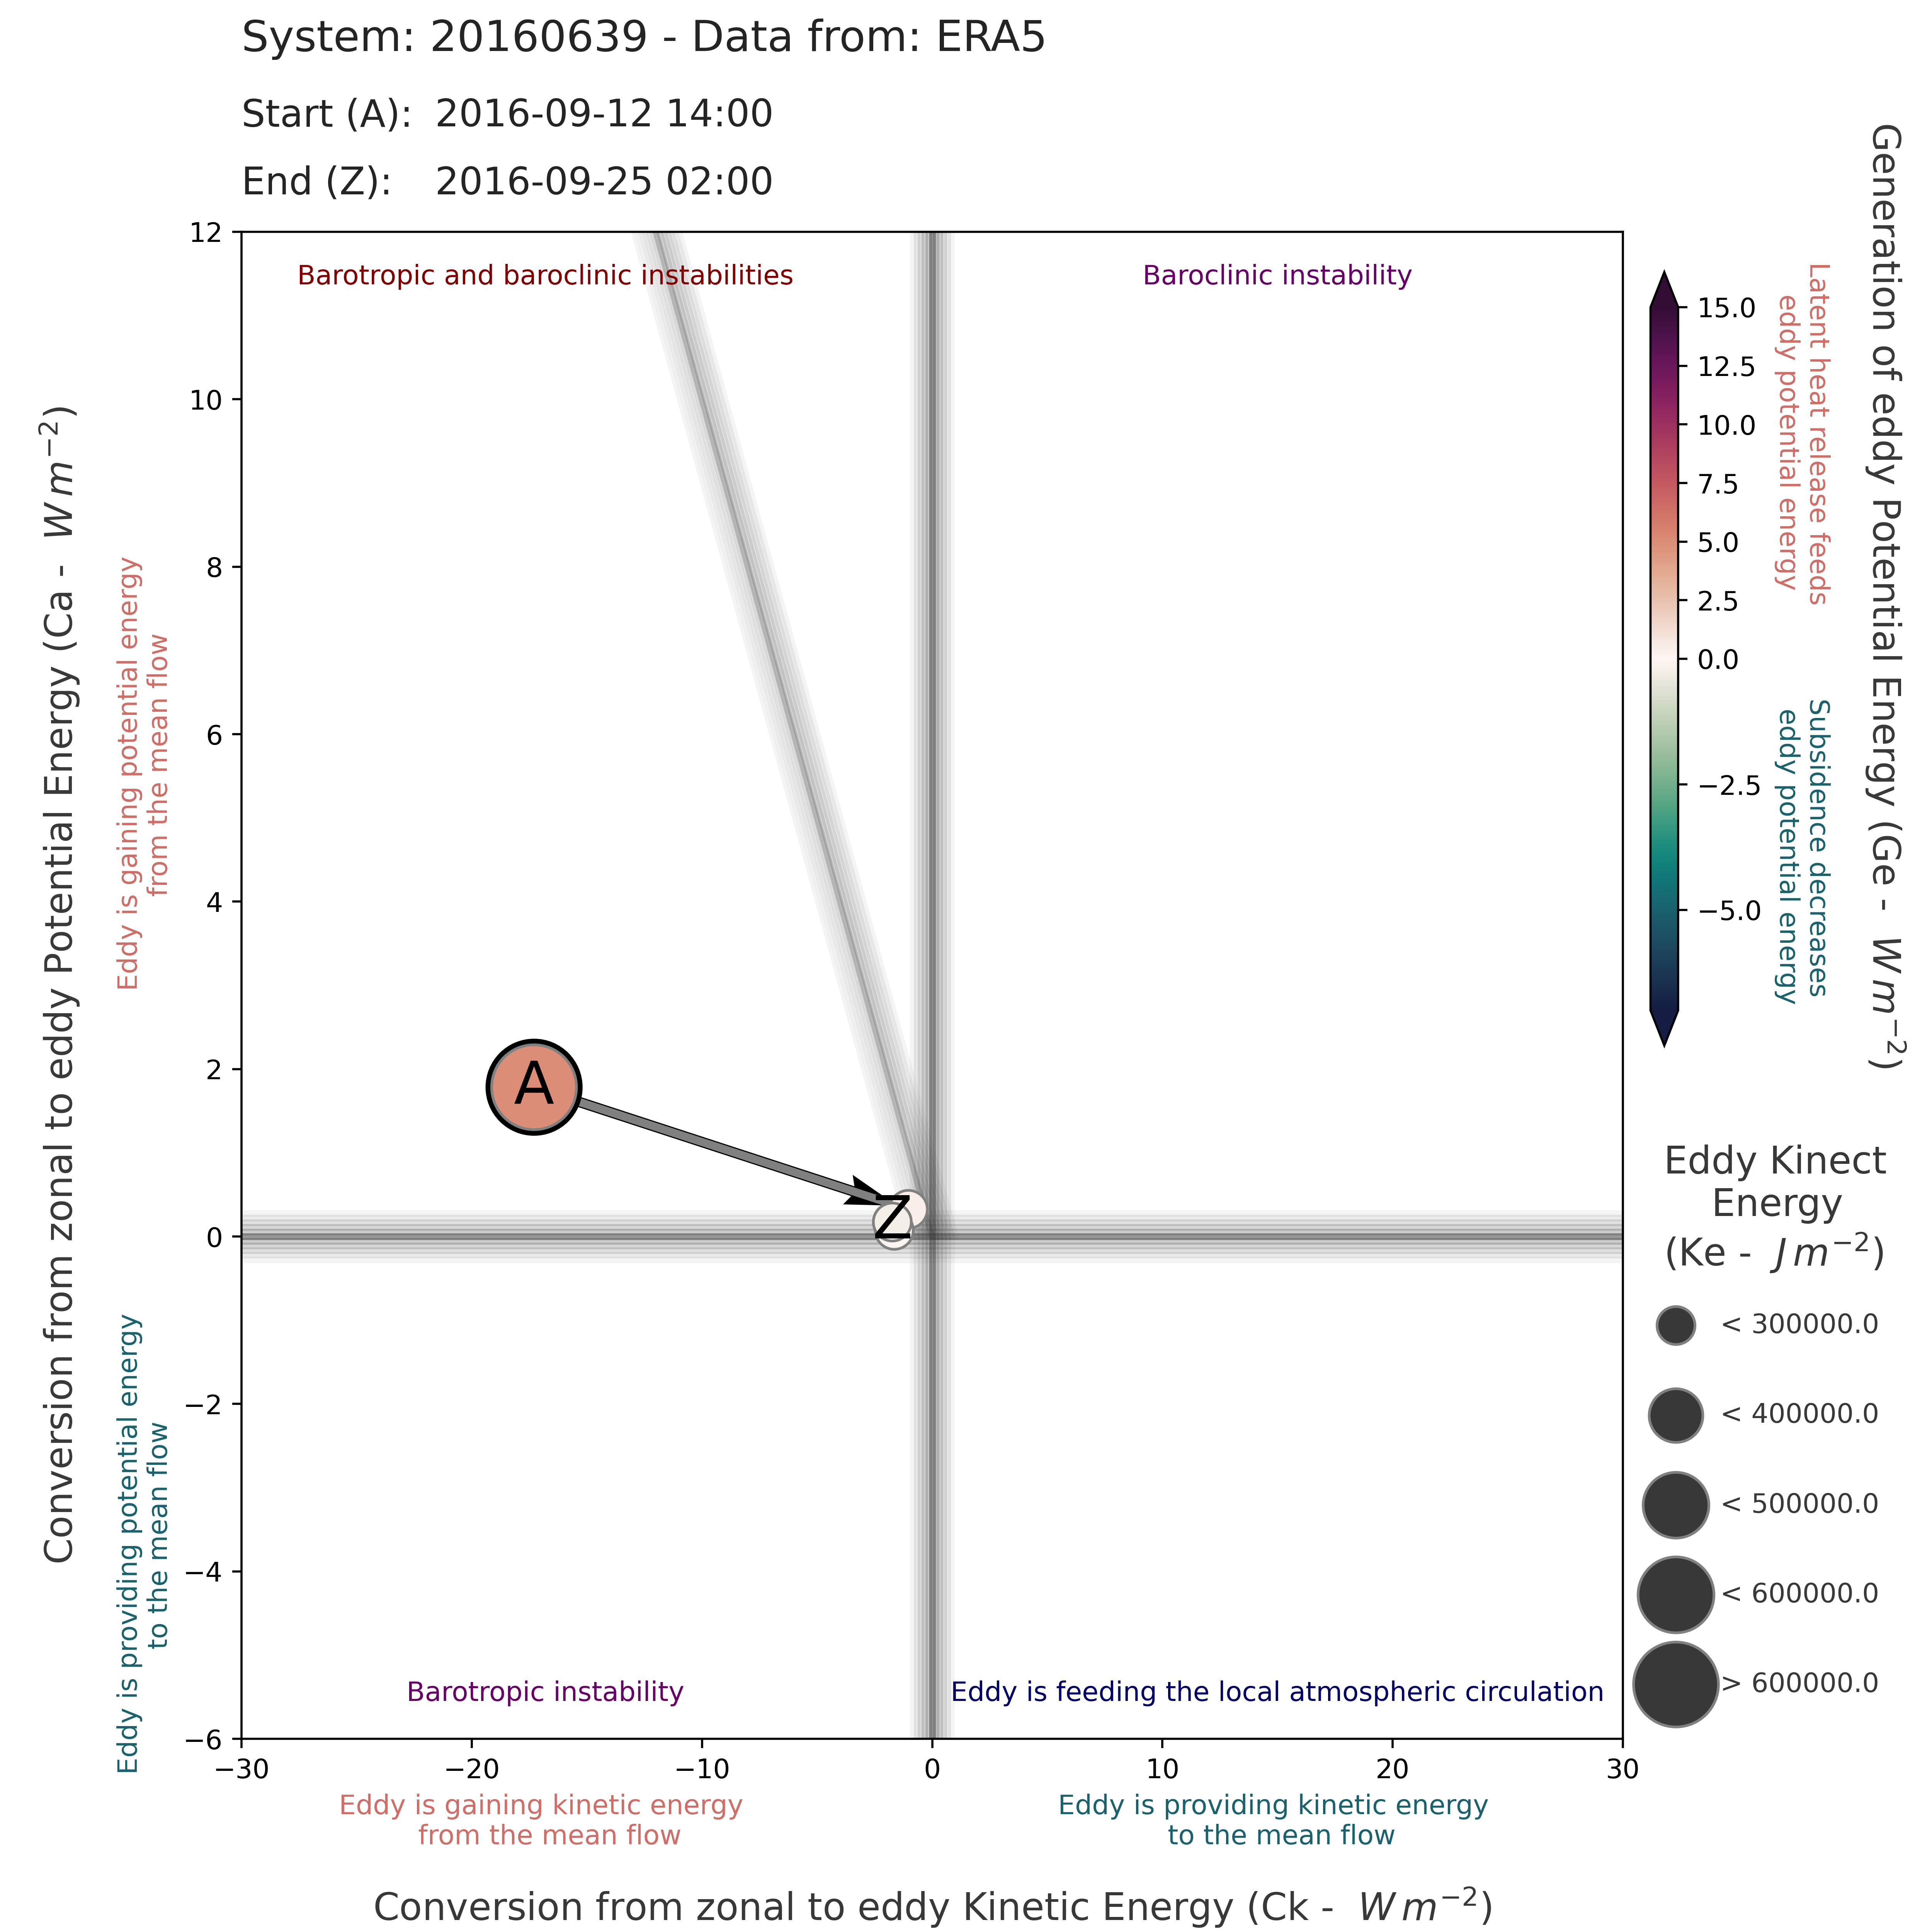 System: 20160639 - Data from: ERA5
Start (A): 2016-09-12 14:00
End (Z): 2016-09-25 02:00
Conversion from zonal to eddy Potential Energy (Ca - W m⁻²)
Eddy is gaining potential energy
from the mean flow
Eddy is providing potential energy
to the mean flow
12
10
8
6
4
2
0
−2
−4
−6
Barotropic and baroclinic instabilities
Baroclinic instability
A
Z
Barotropic instability
Eddy is feeding the local atmospheric circulation
−30
−20
−10
0
10
20
30
Eddy is gaining kinetic energy
from the mean flow
Eddy is providing kinetic energy
to the mean flow
Conversion from zonal to eddy Kinetic Energy (Ck - W m⁻²)
15.0
12.5
10.0
7.5
5.0
2.5
0.0
−2.5
−5.0
Latent heat release feeds
eddy potential energy
Subsidence decreases
eddy potential energy
Generation of eddy Potential Energy (Ge - W m⁻²)
Eddy Kinect
Energy
(Ke - J m⁻²)
< 300000.0
< 400000.0
< 500000.0
< 600000.0
> 600000.0